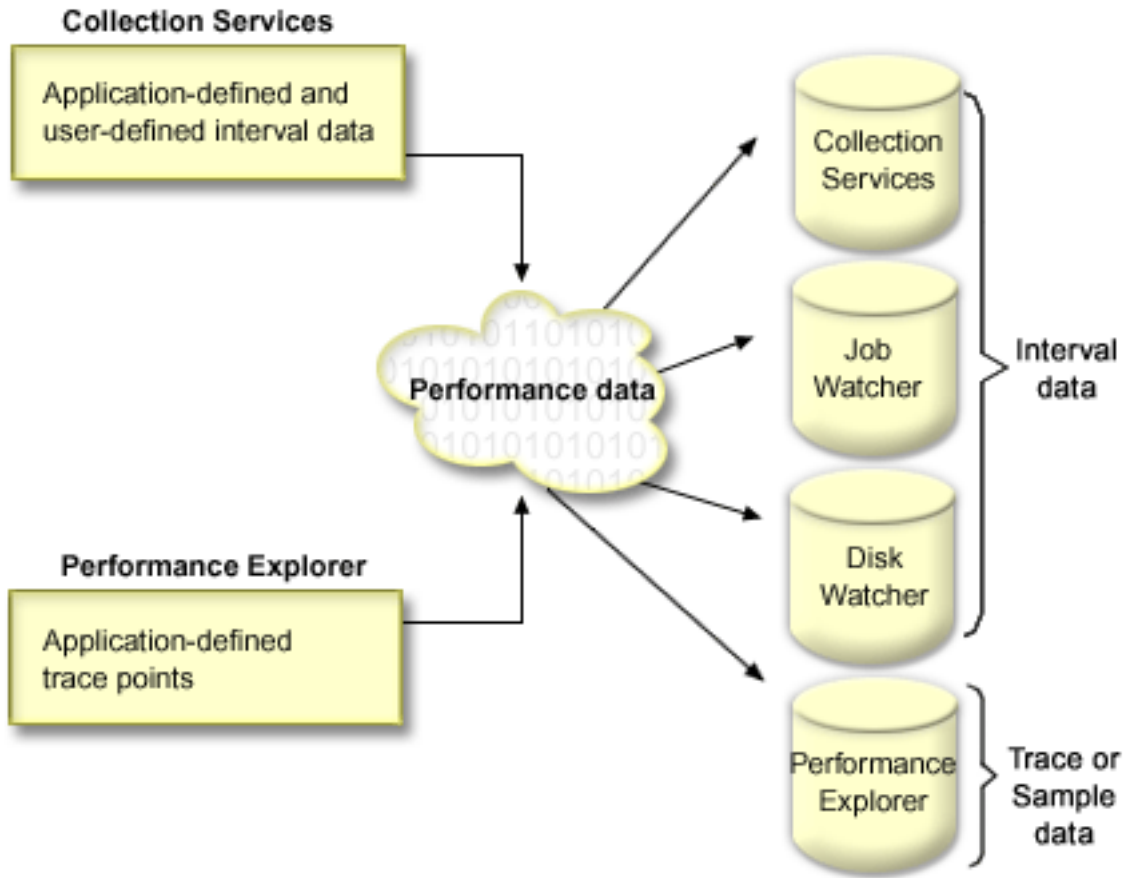 Collection Services
Application-defined and
user-defined interval data
Performance data
Performance Explorer
Application-defined
trace points
Collection
Services
Job
Watcher
Disk
Watcher
Interval
data
Performance
Explorer
Trace or
Sample
data